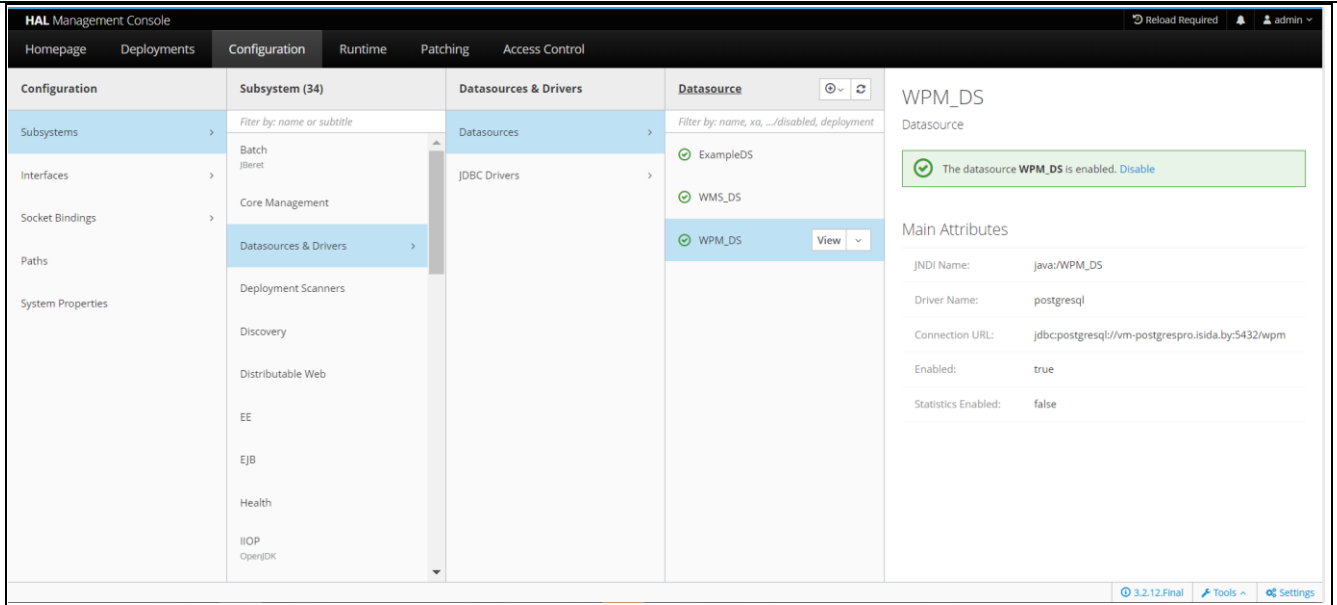 HAL Management Console
Reload Required
admin
Homepage
Deployments
Configuration
Runtime
Patching
Access Control
Configuration
Subsystems
Interfaces
Socket Bindings
Paths
System Properties
Subsystem (34)
Fiter by: name or subtitle
Batch
JBeret
Core Management
Datasources & Drivers
Deployment Scanners
Discovery
Distributable Web
EE
EJB
Health
IIOP
OpenJDK
Datasources & Drivers
Datasources
JDBC Drivers
Datasource
Filter by: name, xa, .../disabled, deployment
ExampleDS
WMS_DS
WPM_DS
View
WPM_DS
Datasource
The datasource WPM_DS is enabled. Disable
Main Attributes
JNDI Name: java:/WPM_DS
Driver Name: postgresql
Connection URL: jdbc:postgresql://vm-postgrespro.isida.by:5432/wpm
Enabled: true
Statistics Enabled: false
3.2.12.Final
Tools
Settings